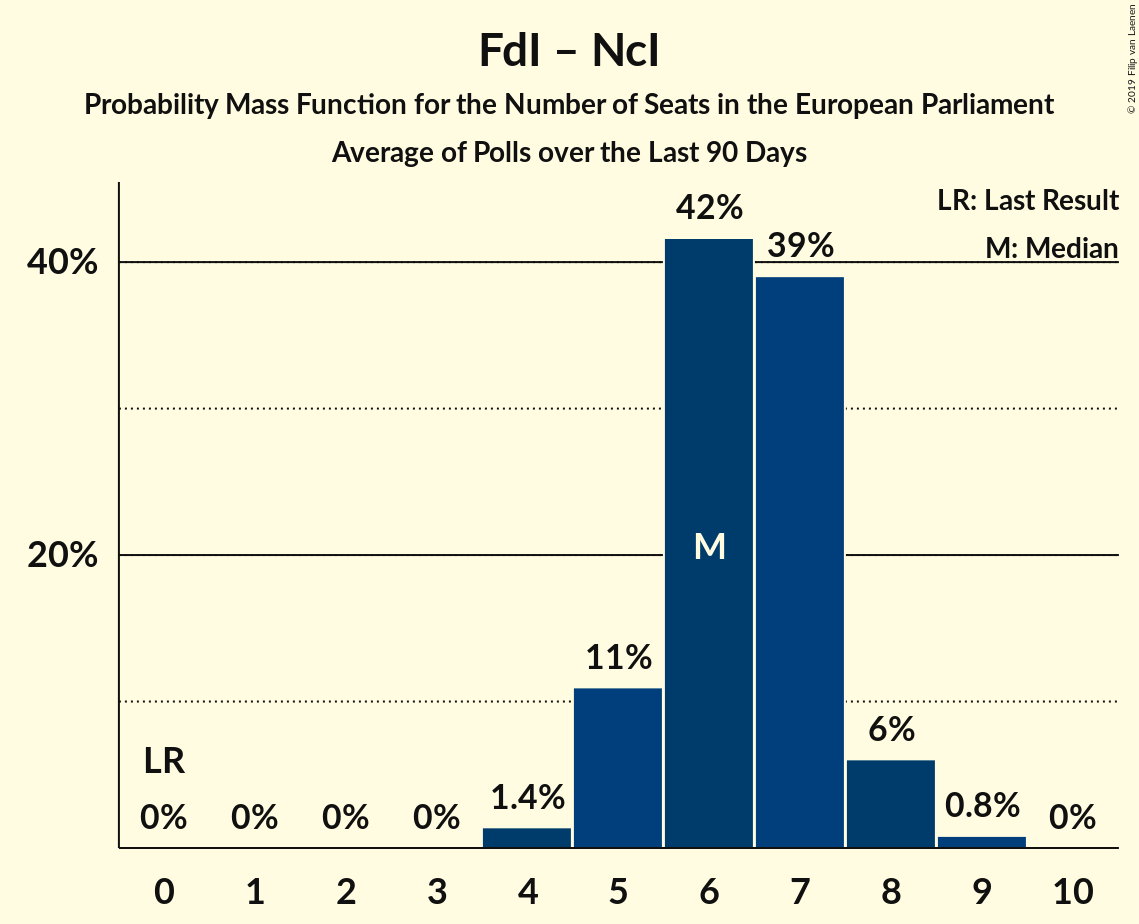 FdI – NcI
Probability Mass Function for the Number of Seats in the European Parliament
Average of Polls over the Last 90 Days
© 2019 Filip van Laenen
LR: Last Result
M: Median
40%
20%
LR
0%
0%
0%
0%
1.4%
11%
42%
M
39%
6%
0.8%
0%
0 1 2 3 4 5 6 7 8 9 10